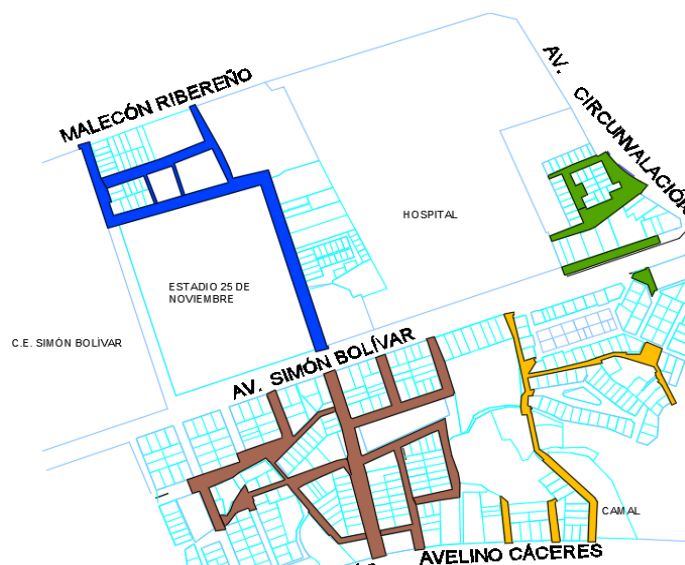 MALECÓN RIBEREÑO
AV. CIRCUNVALACIÓN
HOSPITAL
ESTADIO 25 DE
NOVIEMBRE
C.E. SIMÓN BOLÍVAR
AV. SIMÓN BOLÍVAR
CAMAL
AVELINO CÁCERES